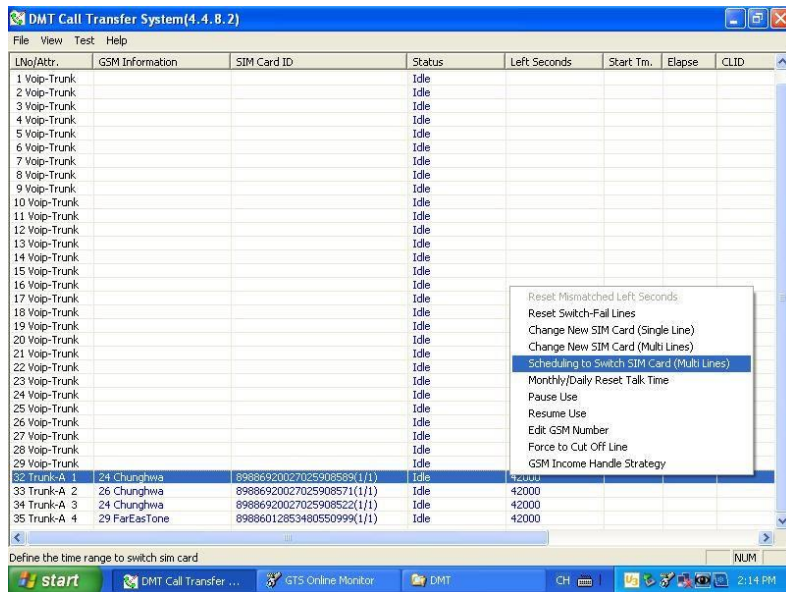 DMT Call Transfer System(4.4.8.2)
File View Test Help
LNo/Attr. GSM Information SIM Card ID Status Left Seconds Start Tm. Elapse CLID
1 Voip-Trunk Idle
2 Voip-Trunk Idle
3 Voip-Trunk Idle
4 Voip-Trunk Idle
5 Voip-Trunk Idle
6 Voip-Trunk Idle
7 Voip-Trunk Idle
8 Voip-Trunk Idle
9 Voip-Trunk Idle
10 Voip-Trunk Idle
11 Voip-Trunk Idle
12 Voip-Trunk Idle
13 Voip-Trunk Idle
14 Voip-Trunk Idle
15 Voip-Trunk Idle
16 Voip-Trunk Idle
17 Voip-Trunk Idle
18 Voip-Trunk Idle
19 Voip-Trunk Idle
20 Voip-Trunk Idle
21 Voip-Trunk Idle
22 Voip-Trunk Idle
23 Voip-Trunk Idle
24 Voip-Trunk Idle
25 Voip-Trunk Idle
26 Voip-Trunk Idle
27 Voip-Trunk Idle
28 Voip-Trunk Idle
29 Voip-Trunk Idle
32 Trunk-A 1 24 Chunghwa 89886920027025908589(1/1) Idle 42000
33 Trunk-A 2 26 Chunghwa 89886920027025908571(1/1) Idle 42000
34 Trunk-A 3 24 Chunghwa 89886920027025908522(1/1) Idle 42000
35 Trunk-A 4 29 FarEasTone 89886012853480550999(1/1) Idle 42000
Reset Mismatched Left Seconds
Reset Switch-Fail Lines
Change New SIM Card (Single Line)
Change New SIM Card (Multi Lines)
Scheduling to Switch SIM Card (Multi Lines)
Monthly/Daily Reset Talk Time
Pause Use
Resume Use
Edit GSM Number
Force to Cut Off Line
GSM Income Handle Strategy
Define the time range to switch sim card NUM
start DMT Call Transfer ... GTS Online Monitor DMT CH U3 2:14 PM